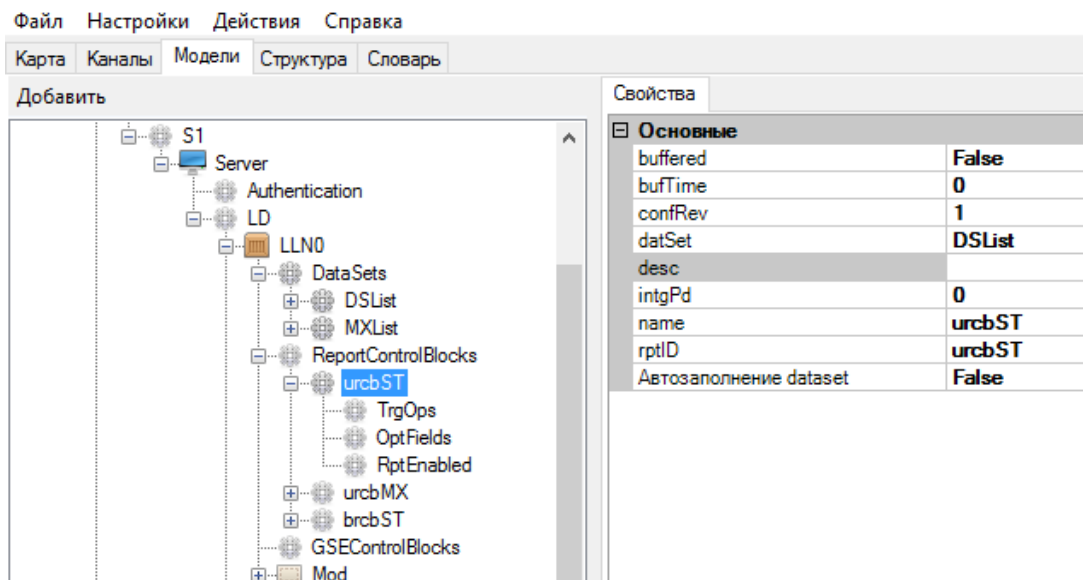 Файл Настройки Действия Справка
Карта Каналы Модели Структура Словарь
Добавить
S1
Server
Authentication
LD
LLN0
DataSets
DSList
MXList
ReportControlBlocks
urcbST
TrgOps
OptFields
RptEnabled
urcbMX
brcbST
GSEControlBlocks
Mod
Свойства
Основные
buffered False
bufTime 0
confRev 1
datSet DSList
desc
intgPd 0
name urcbST
rptID urcbST
Автозаполнение dataset False